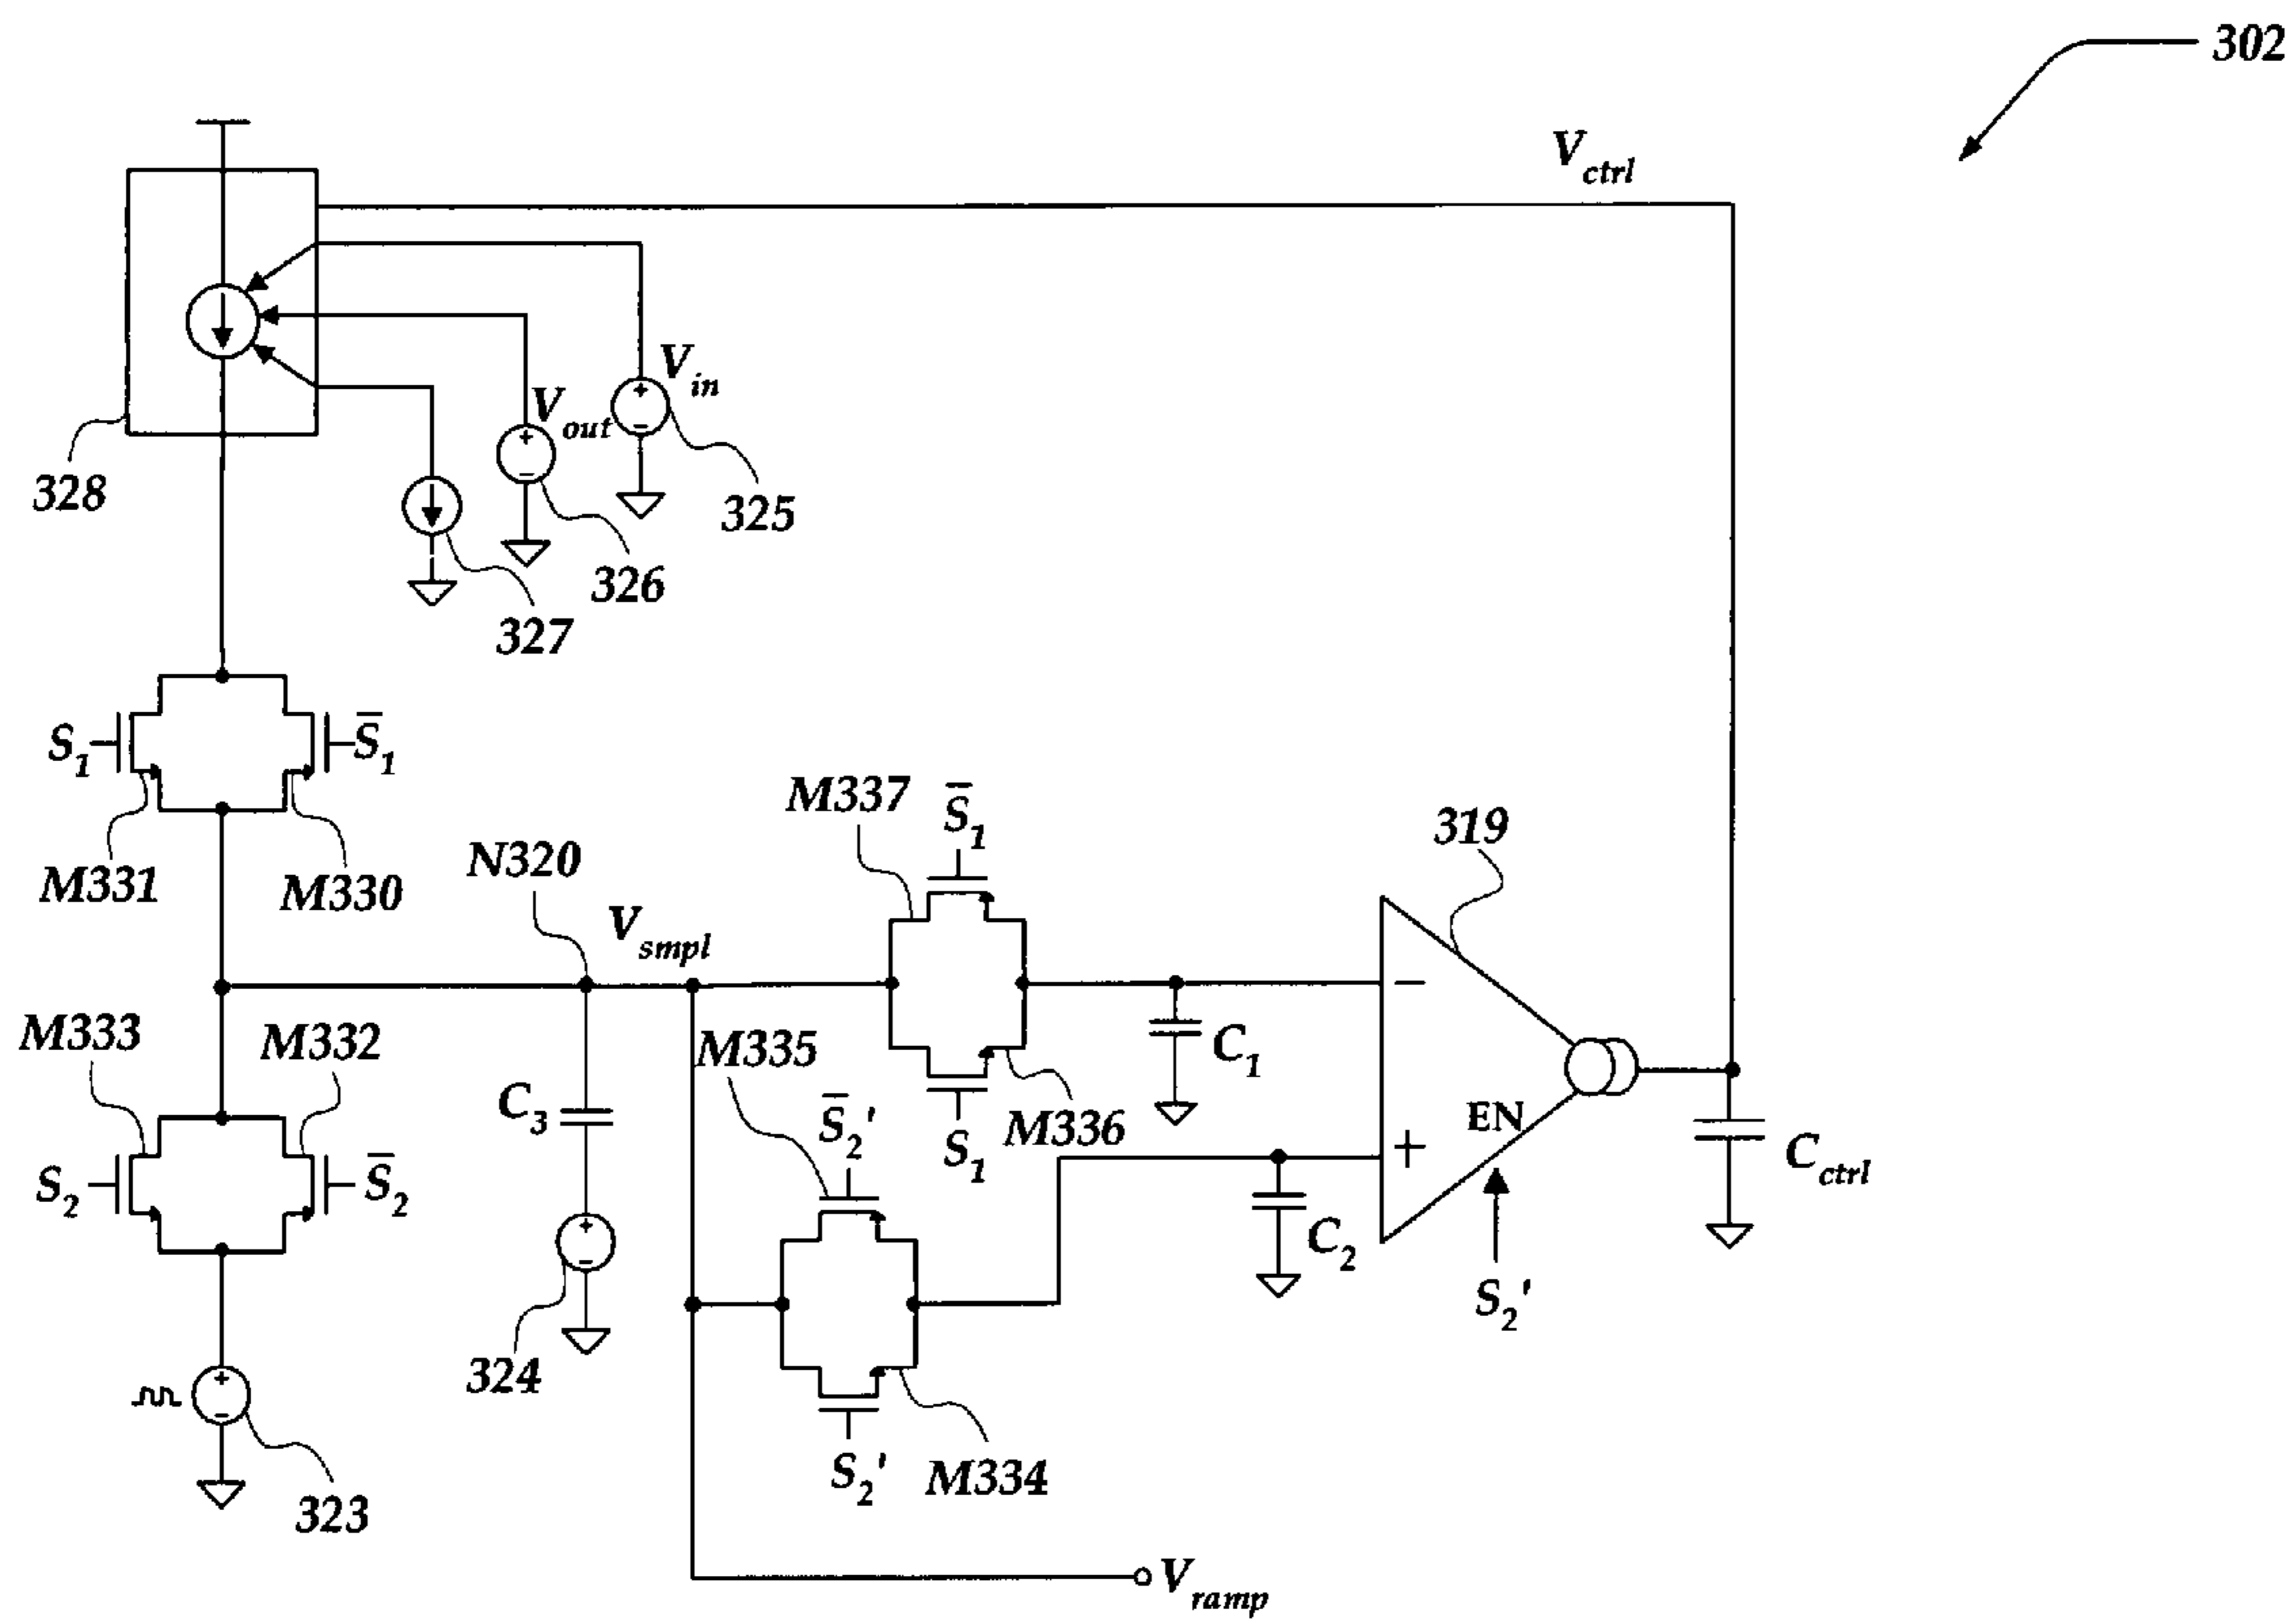 302
V_ctrl
V_in
V_out
328
325
326
327
S_1
S̅_1
M331
M330
M337
S̅_1
319
N320
V_smpl
M333
M332
M335
C_1
C_3
S̅_2'
S_1
M336
EN
C_ctrl
S_2
S̅_2
C_2
S_2'
324
323
S_2'
M334
V_ramp